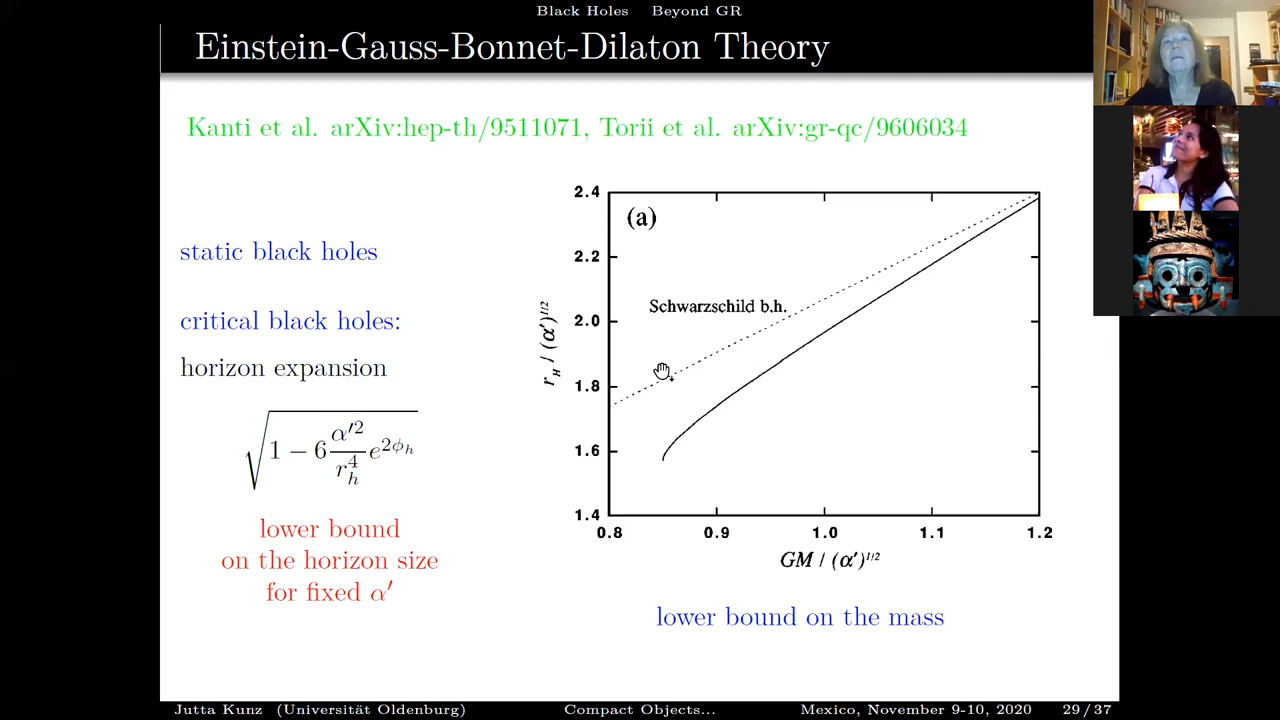 Black Holes Beyond GR
Einstein-Gauss-Bonnet-Dilaton Theory
Kanti et al. arXiv:hep-th/9511071, Torii et al. arXiv:gr-qc/9606034
static black holes
critical black holes:
horizon expansion
√(1 − 6 α′² / r_h⁴ e^{2φ_h})
lower bound
on the horizon size
for fixed α′
(a)
Schwarzschild b.h.
r_H / (α′)^{1/2}
2.4
2.2
2.0
1.8
1.6
1.4
0.8 0.9 1.0 1.1 1.2
GM / (α′)^{1/2}
lower bound on the mass
Jutta Kunz (Universität Oldenburg) Compact Objects... Mexico, November 9-10, 2020 29/37